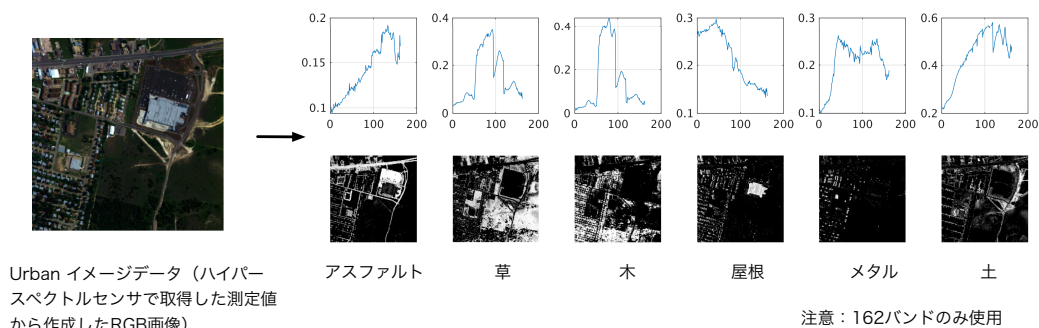 0.2
0.15
0.1
0 100 200
0.4
0.2
0
0 100 200
0.4
0.2
0
0 100 200
0.3
0.2
0.1
0 100 200
0.3
0.2
0.1
0 100 200
0.6
0.4
0.2
0 100 200
アスファルト
草
木
屋根
メタル
土
Urban イメージデータ（ハイパー
スペクトルセンサで取得した測定値
から作成したRGB画像）
注意：162バンドのみ使用